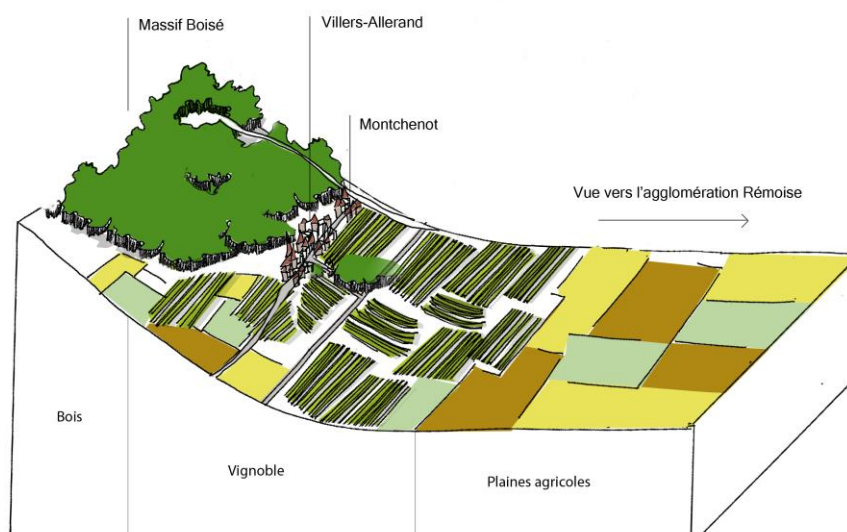 Massif Boisé
Villers-Allerand
Montchenot
Vue vers l'agglomération Rémoise
Bois
Vignoble
Plaines agricoles